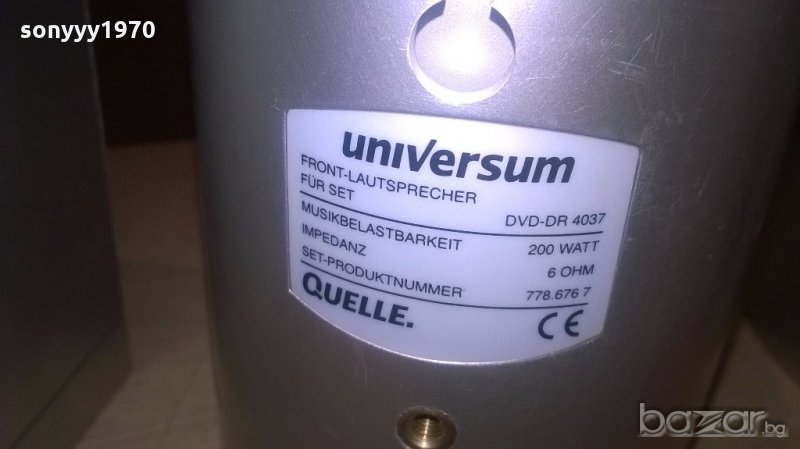 sonyyy1970
universum
FRONT-LAUTSPRECHER
FÜR SET DVD-DR 4037
MUSIKBELASTBARKEIT 200 WATT
IMPEDANZ 6 OHM
SET-PRODUKTNUMMER 778.676 7
QUELLE. CE
bazar.bg